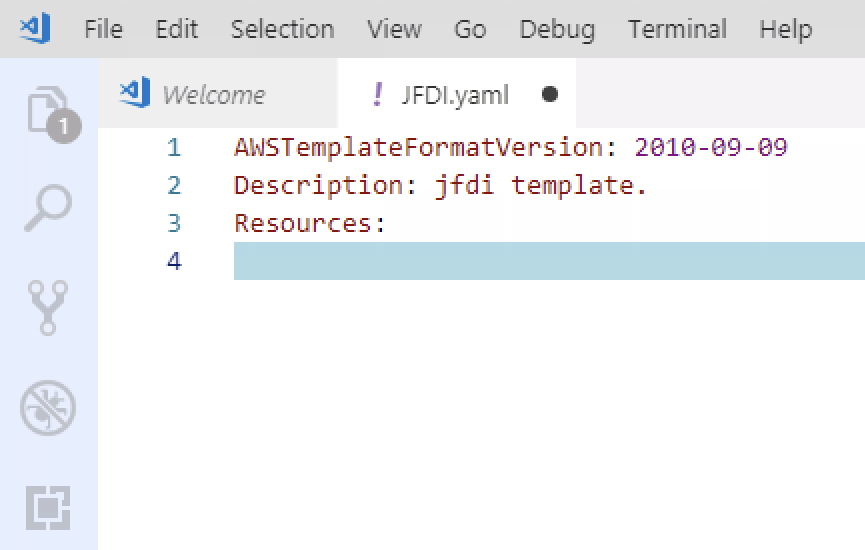 File Edit Selection View Go Debug Terminal Help
Welcome ! JFDI.yaml
1
1 AWSTemplateFormatVersion: 2010-09-09
2 Description: jfdi template.
3 Resources:
4